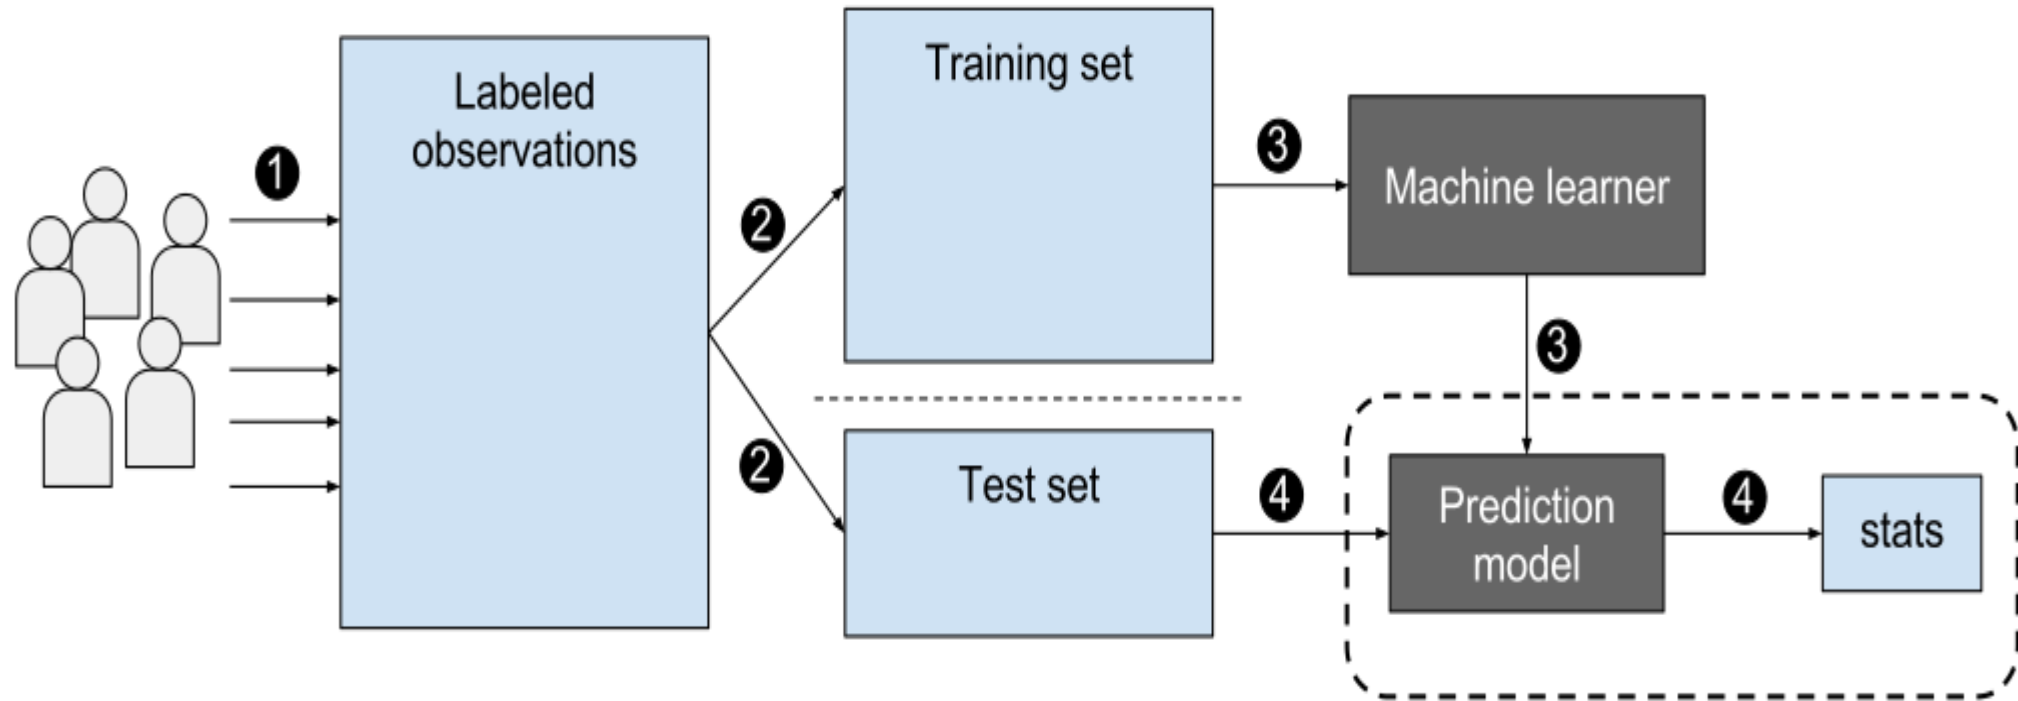 1
Labeled
observations
2
2
Training set
Test set
3
Machine learner
3
4
Prediction
model
4
stats